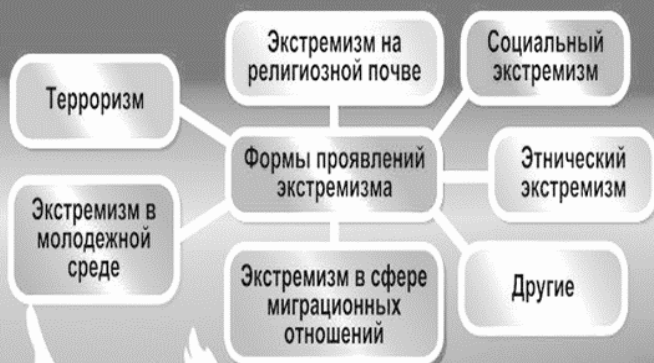 Экстремизм на
религиозной почве
Социальный
экстремизм
Терроризм
Формы проявлений
экстремизма
Этнический
экстремизм
Экстремизм в
молодежной
среде
Экстремизм в сфере
миграционных
отношений
Другие